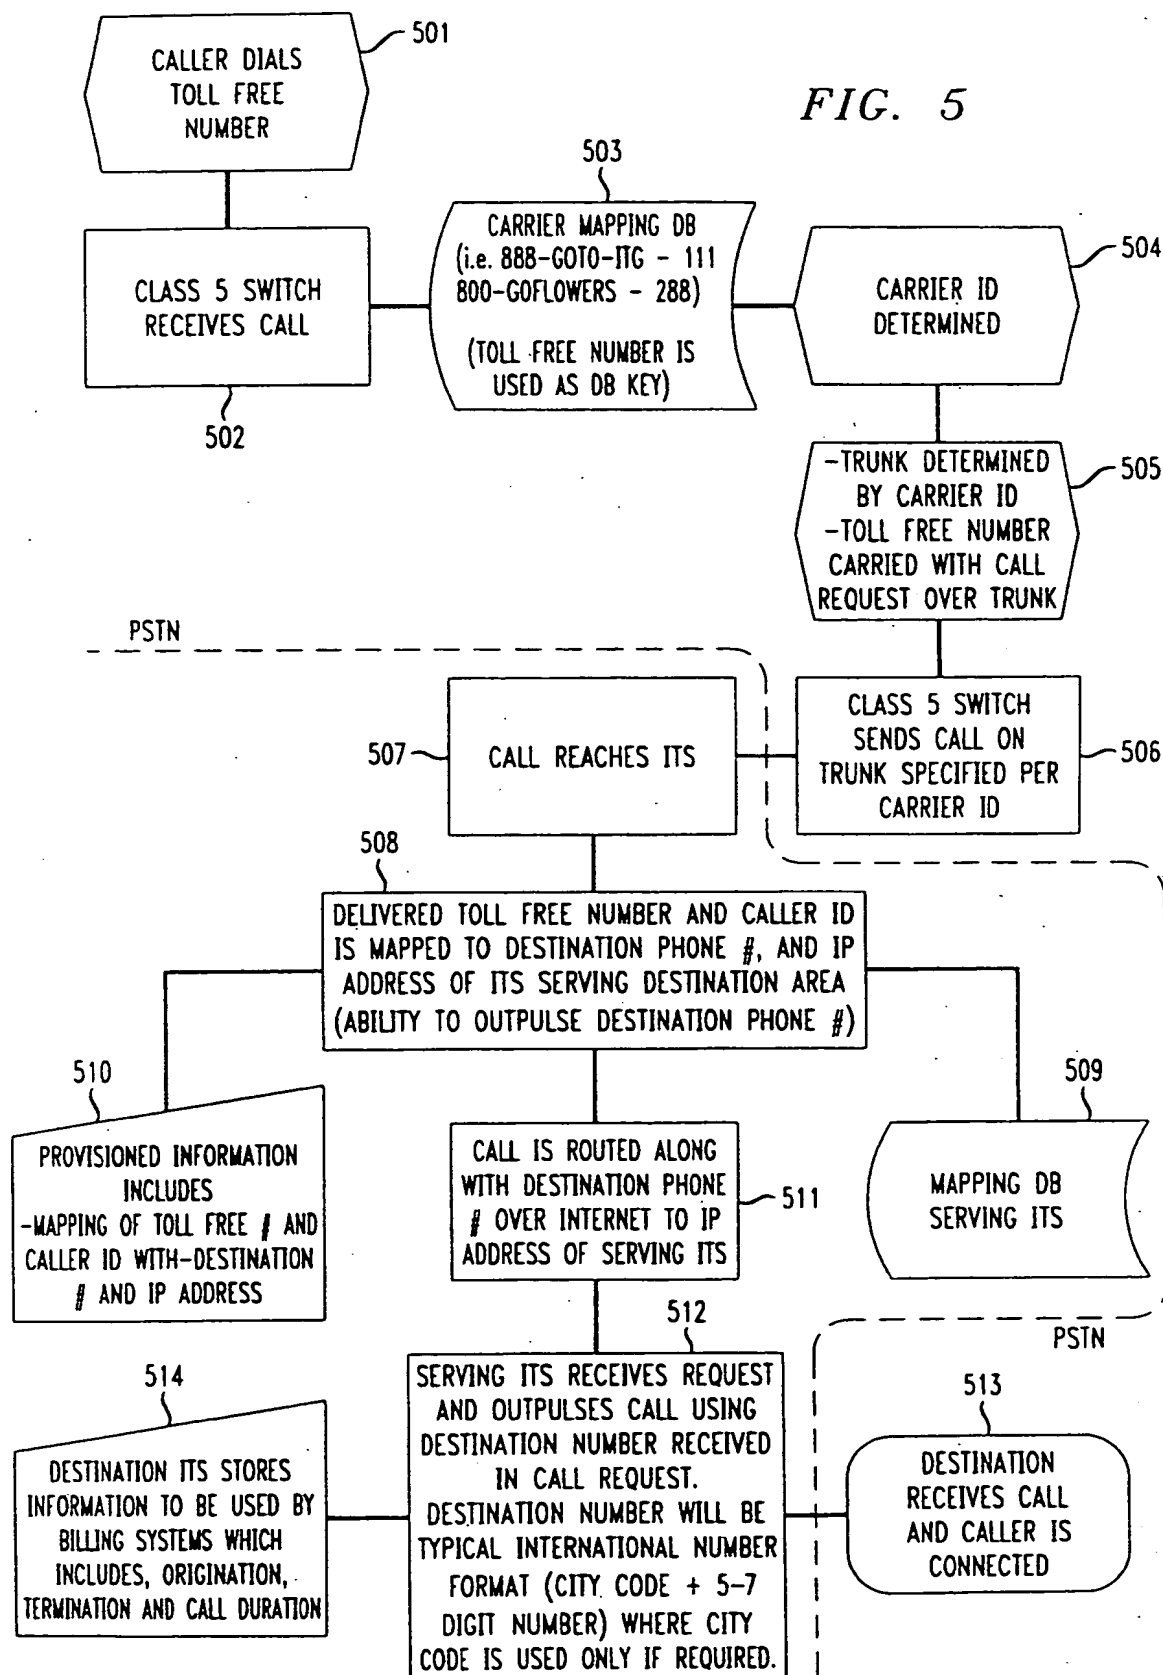 501
CALLER DIALS
TOLL FREE
NUMBER
FIG. 5
503
CLASS 5 SWITCH
RECEIVES CALL
502
CARRIER MAPPING DB
(i.e. 888-GOTO-ITG - 111
800-GOFLOWERS - 288)
(TOLL FREE NUMBER IS
USED AS DB KEY)
504
CARRIER ID
DETERMINED
505
-TRUNK DETERMINED
BY CARRIER ID
-TOLL FREE NUMBER
CARRIED WITH CALL
REQUEST OVER TRUNK
PSTN
507
CALL REACHES ITS
CLASS 5 SWITCH
SENDS CALL ON
TRUNK SPECIFIED PER
CARRIER ID
506
508
DELIVERED TOLL FREE NUMBER AND CALLER ID
IS MAPPED TO DESTINATION PHONE #, AND IP
ADDRESS OF ITS SERVING DESTINATION AREA
(ABILITY TO OUTPULSE DESTINATION PHONE #)
510
PROVISIONED INFORMATION
INCLUDES
-MAPPING OF TOLL FREE # AND
CALLER ID WITH-DESTINATION
# AND IP ADDRESS
CALL IS ROUTED ALONG
WITH DESTINATION PHONE
# OVER INTERNET TO IP
ADDRESS OF SERVING ITS
511
509
MAPPING DB
SERVING ITS
512
PSTN
514
DESTINATION ITS STORES
INFORMATION TO BE USED BY
BILLING SYSTEMS WHICH
INCLUDES, ORIGINATION,
TERMINATION AND CALL DURATION
SERVING ITS RECEIVES REQUEST
AND OUTPULSES CALL USING
DESTINATION NUMBER RECEIVED
IN CALL REQUEST.
DESTINATION NUMBER WILL BE
TYPICAL INTERNATIONAL NUMBER
FORMAT (CITY CODE + 5-7
DIGIT NUMBER) WHERE CITY
CODE IS USED ONLY IF REQUIRED.
513
DESTINATION
RECEIVES CALL
AND CALLER IS
CONNECTED